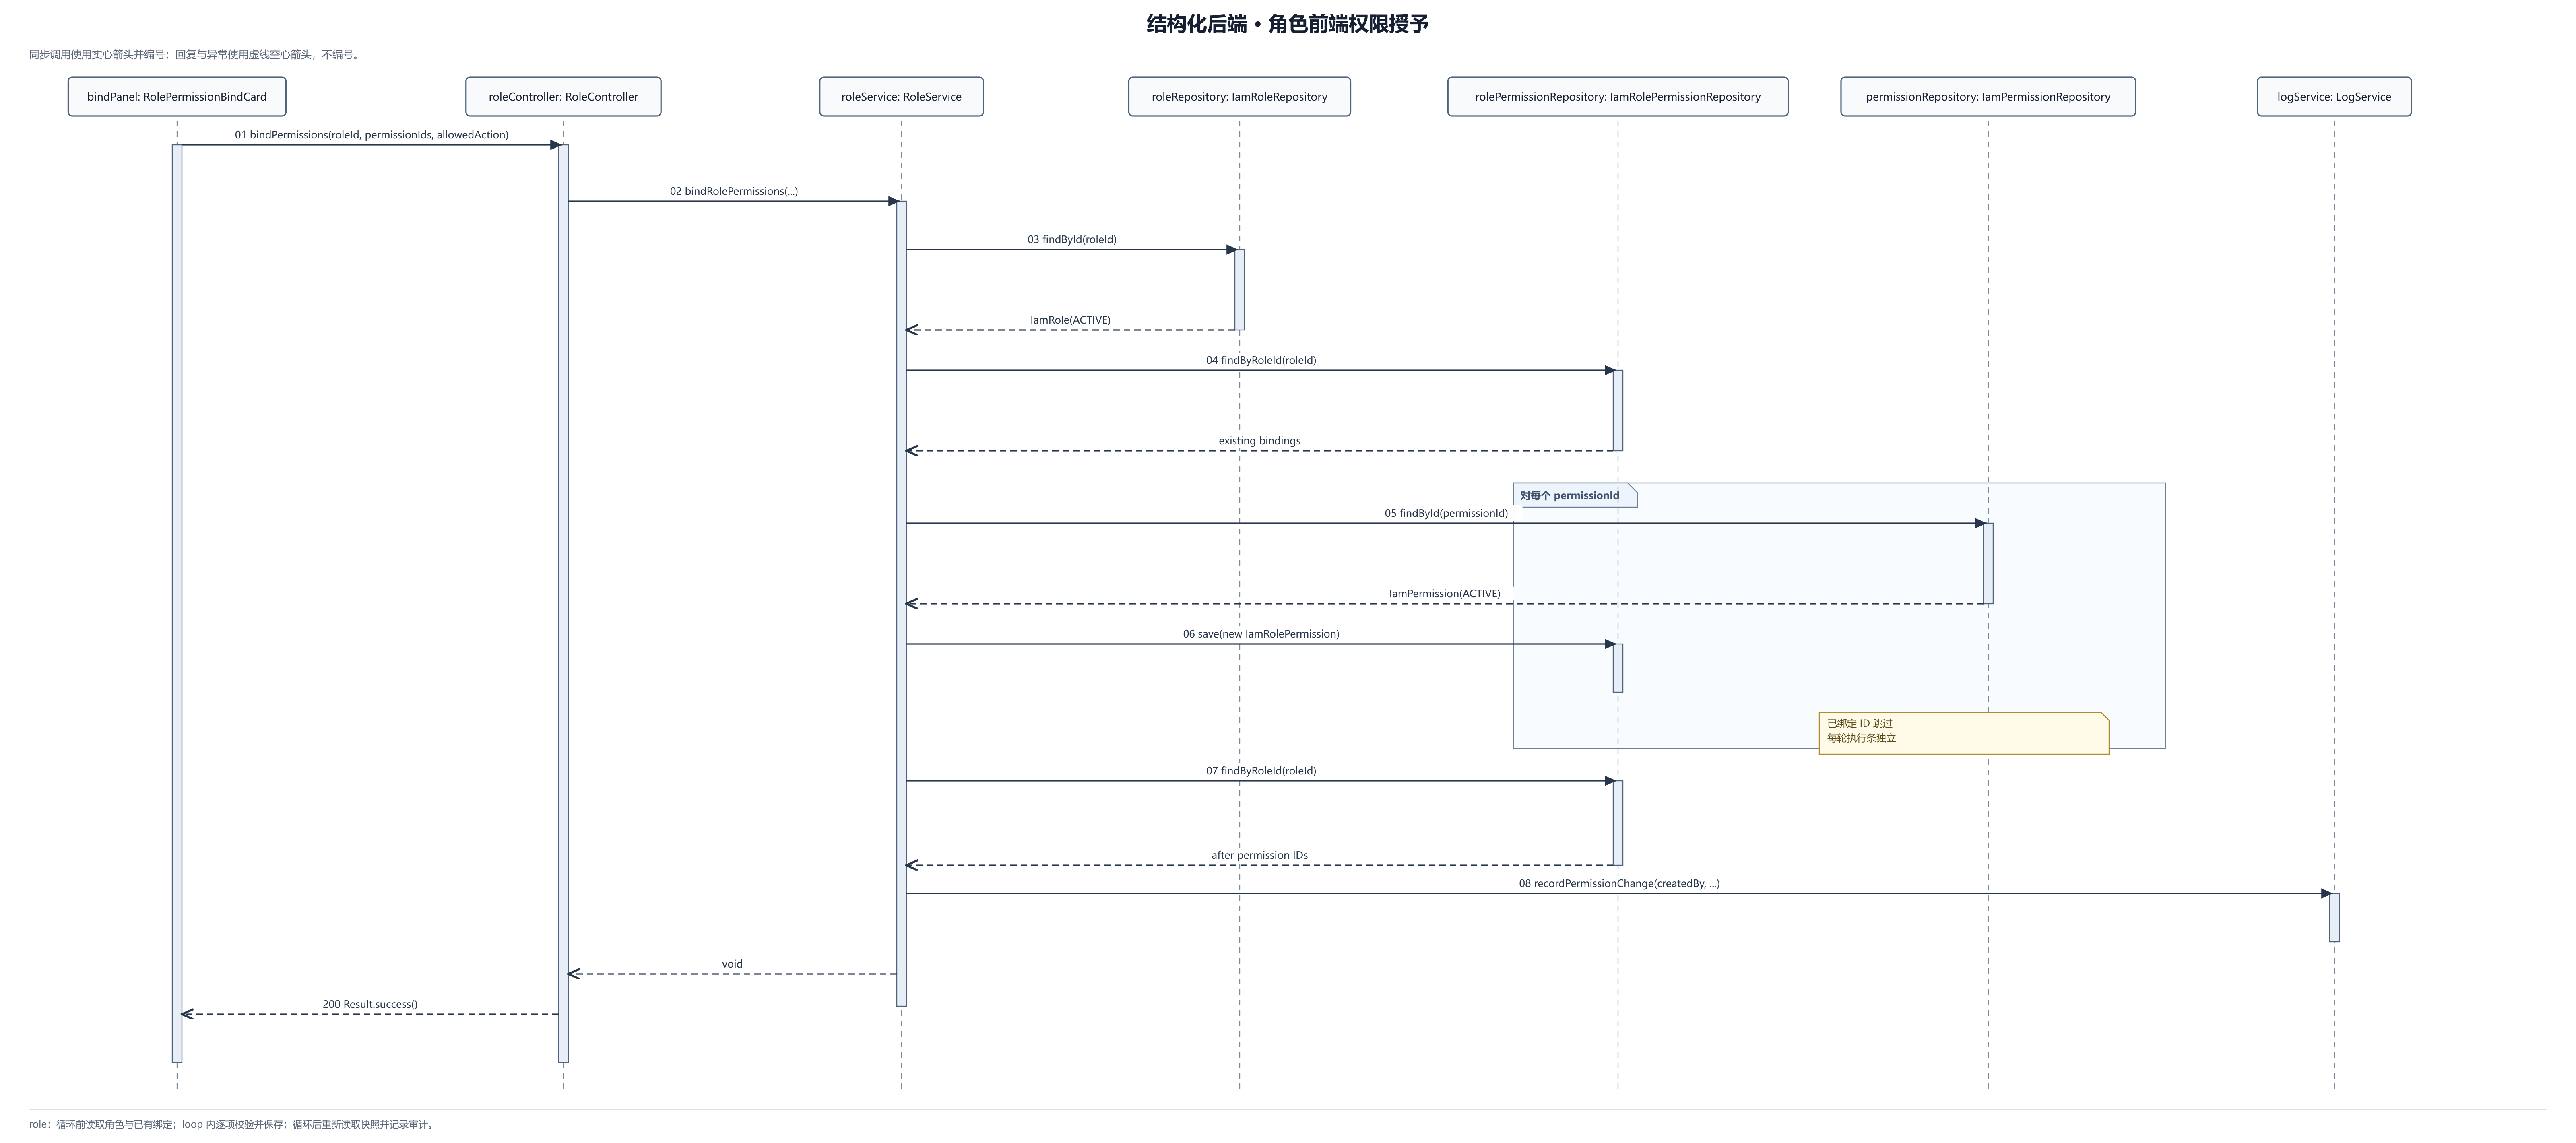 结构化后端 · 角色前端权限授予
同步调用使用实心箭头并编号；回复与异常使用虚线空心箭头，不编号。
bindPanel: RolePermissionBindCard
roleController: RoleController
roleService: RoleService
roleRepository: IamRoleRepository
rolePermissionRepository: IamRolePermissionRepository
permissionRepository: IamPermissionRepository
logService: LogService
01 bindPermissions(roleId, permissionIds, allowedAction)
02 bindRolePermissions(...)
03 findById(roleId)
IamRole(ACTIVE)
04 findByRoleId(roleId)
existing bindings
对每个 permissionId
05 findById(permissionId)
IamPermission(ACTIVE)
06 save(new IamRolePermission)
已绑定 ID 跳过
每轮执行条独立
07 findByRoleId(roleId)
after permission IDs
08 recordPermissionChange(createdBy, ...)
void
200 Result.success()
role：循环前读取角色与已有绑定；loop 内逐项校验并保存；循环后重新读取快照并记录审计。